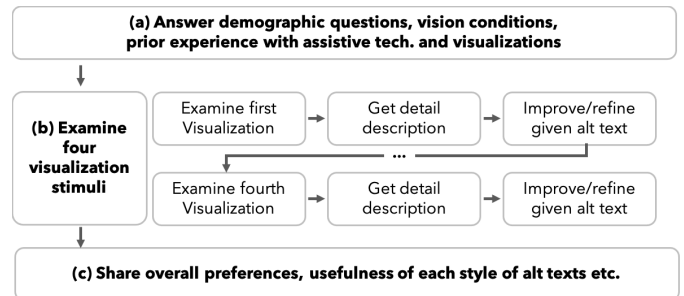 (a) Answer demographic questions, vision conditions,
prior experience with assistive tech. and visualizations
(b) Examine
four
visualization
stimuli
Examine first
Visualization
Get detail
description
Improve/refine
given alt text
...
Examine fourth
Visualization
Get detail
description
Improve/refine
given alt text
(c) Share overall preferences, usefulness of each style of alt texts etc.